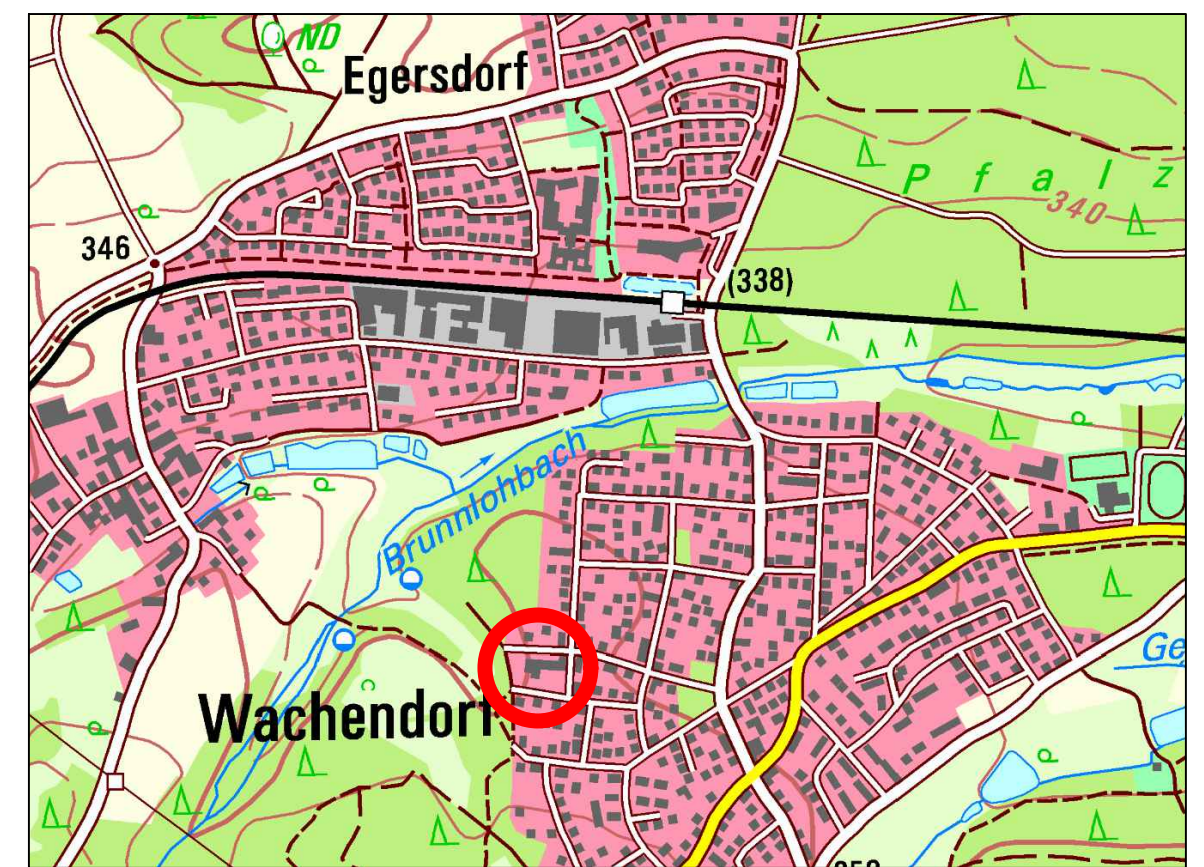 ND
Egersdorf
P f a l z
340
346
(338)
Brunnlohbach
Ge
Wachendorf